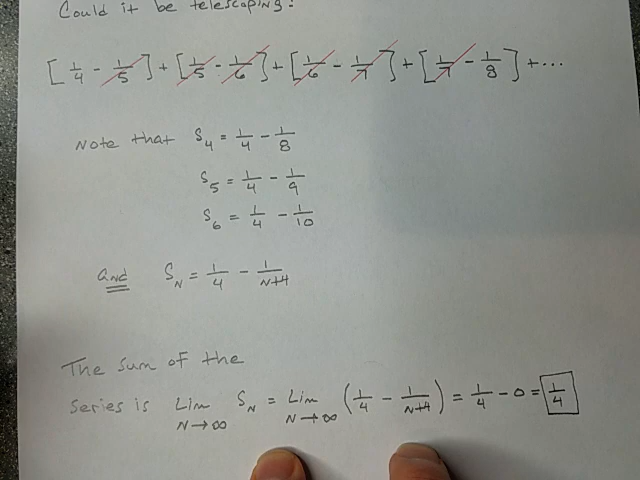 Could it be telescoping?
[1/4 - 1/5] + [1/5 - 1/6] + [1/6 - 1/7] + [1/7 - 1/8] + ...
Note that S₄ = 1/4 - 1/8
S₅ = 1/4 - 1/9
S₆ = 1/4 - 1/10
and S_N = 1/4 - 1/(N+4)
The sum of the
series is Lim N→∞ S_N = Lim N→∞ (1/4 - 1/(N+4)) = 1/4 - 0 = 1/4